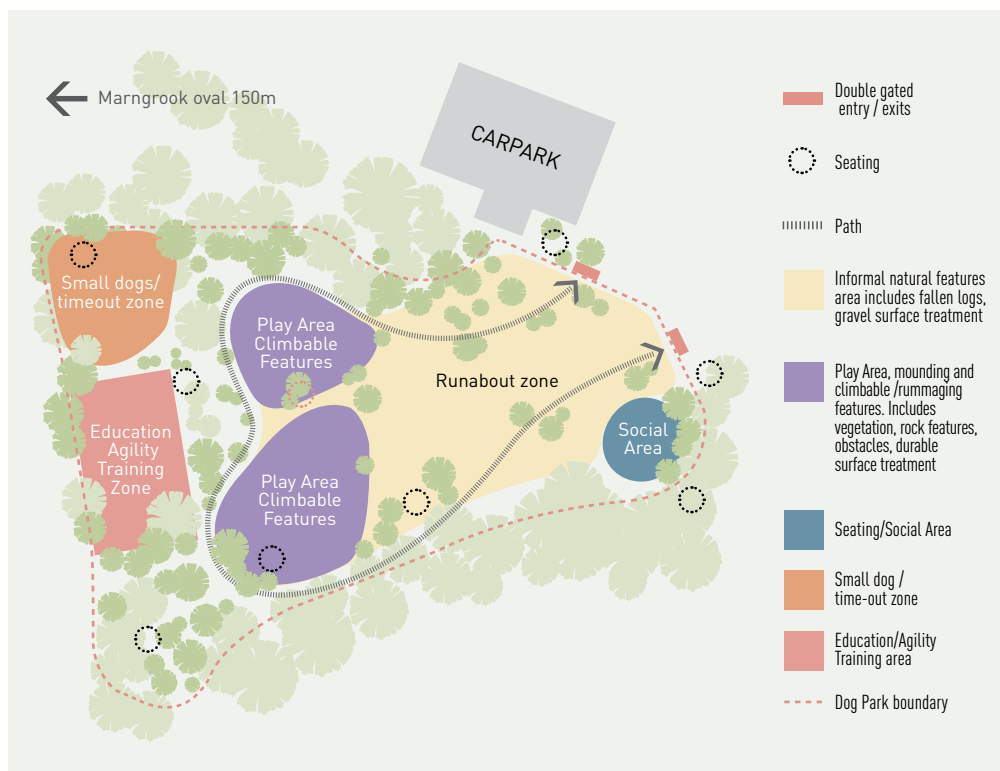 Marngrook oval 150m
CARPARK
Small dogs/
timeout zone
Play Area
Climbable
Features
Runabout zone
Education
Agility
Training
Zone
Social
Area
Play Area
Climbable
Features
Double gated
entry / exits
Seating
Path
Informal natural features
area includes fallen logs,
gravel surface treatment
Play Area, mounding and
climbable /rummaging
features. Includes
vegetation, rock features,
obstacles, durable
surface treatment
Seating/Social Area
Small dog /
time-out zone
Education/Agility
Training area
Dog Park boundary